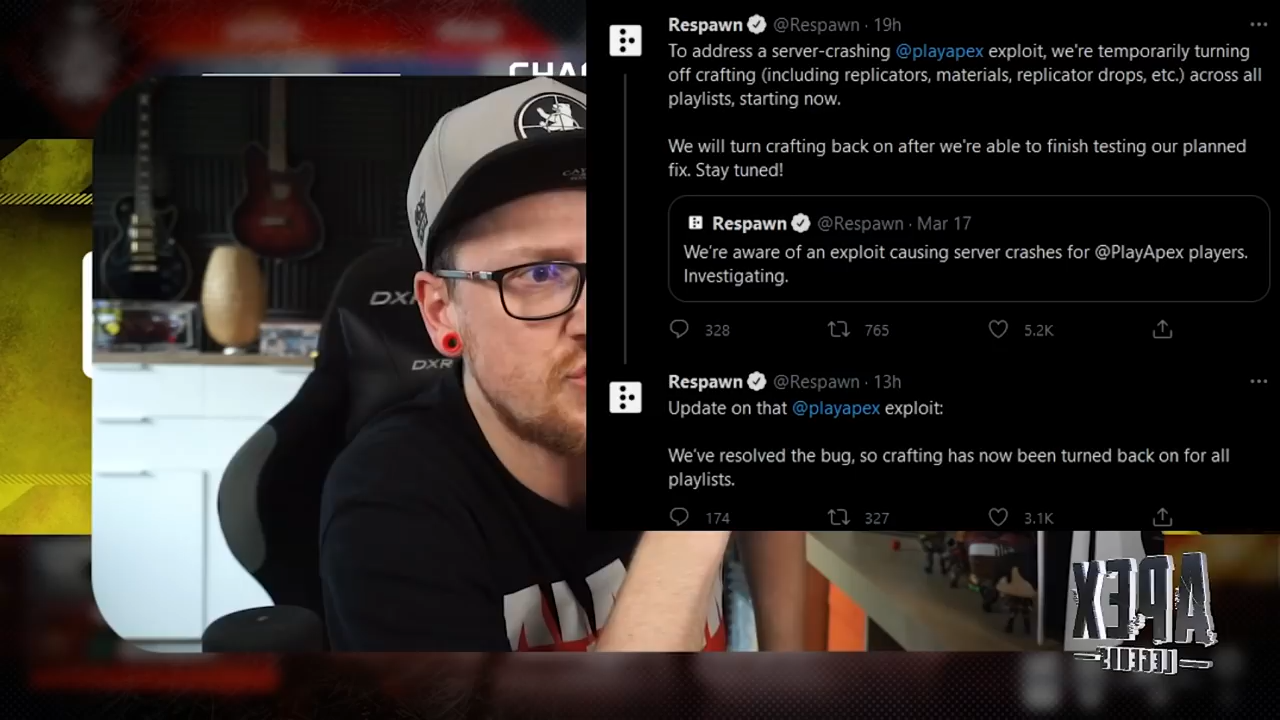 Respawn @Respawn · 19h
To address a server-crashing @playapex exploit, we're temporarily turning
off crafting (including replicators, materials, replicator drops, etc.) across all
playlists, starting now.
We will turn crafting back on after we're able to finish testing our planned
fix. Stay tuned!
Respawn @Respawn · Mar 17
We're aware of an exploit causing server crashes for @PlayApex players.
Investigating.
328 765 5.2K
Respawn @Respawn · 13h
Update on that @playapex exploit:
We've resolved the bug, so crafting has now been turned back on for all
playlists.
174 327 3.1K
DXR
DXR
APEX
LEGENDS